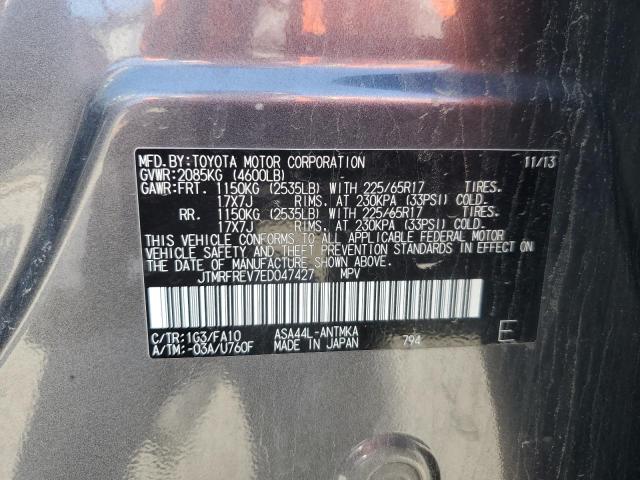 MFD.BY:TOYOTA MOTOR CORPORATION 11/13
GVWR:2085KG (4600LB)
GAWR:FRT. 1150KG (2535LB) WITH 225/65R17 TIRES.
17X7J RIMS.AT 230KPA (33PSI) COLD.
RR. 1150KG (2535LB) WITH 225/65R17 TIRES.
17X7J RIMS.AT 230KPA (33PSI) COLD.
THIS VEHICLE CONFORMS TO ALL APPLICABLE FEDERAL MOTOR
VEHICLE SAFETY AND THEFT PREVENTION STANDARDS IN EFFECT ON
THE DATE OF MANUFACTURE SHOWN ABOVE.
JTMRFREV7ED047427 MPV
C/TR:1G3/FA10 ASA44L-ANTMKA
A/TM:-03A/U760F MADE IN JAPAN 794 E